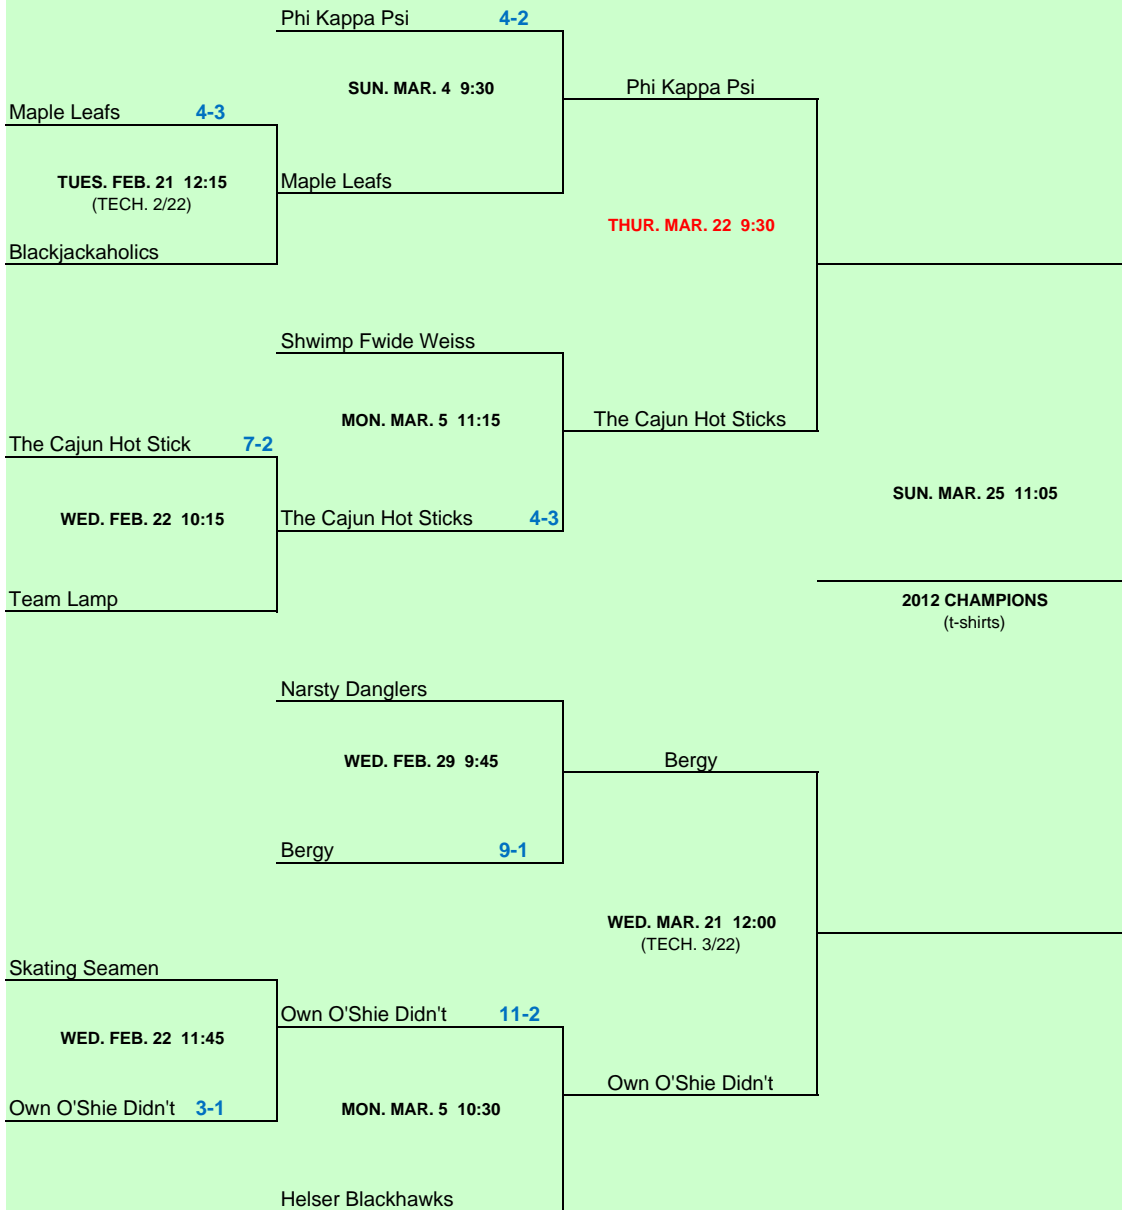 Phi Kappa Psi 4-2
SUN. MAR. 4 9:30
Phi Kappa Psi
Maple Leafs 4-3
TUES. FEB. 21 12:15
(TECH. 2/22)
Maple Leafs
THUR. MAR. 22 9:30
Blackjackaholics
Shwimp Fwide Weiss
MON. MAR. 5 11:15
The Cajun Hot Sticks
The Cajun Hot Stick 7-2
SUN. MAR. 25 11:05
WED. FEB. 22 10:15
The Cajun Hot Sticks 4-3
Team Lamp
2012 CHAMPIONS
(t-shirts)
Narsty Danglers
WED. FEB. 29 9:45
Bergy
Bergy 9-1
WED. MAR. 21 12:00
(TECH. 3/22)
Skating Seamen
Own O'Shie Didn't 11-2
WED. FEB. 22 11:45
Own O'Shie Didn't
Own O'Shie Didn't 3-1
MON. MAR. 5 10:30
Helser Blackhawks